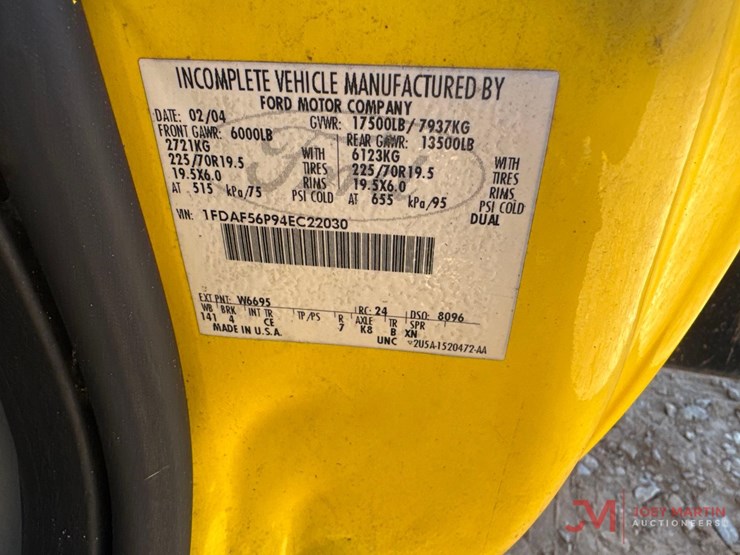 INCOMPLETE VEHICLE MANUFACTURED BY
FORD MOTOR COMPANY
DATE: 02/04 GVWR: 17500LB/ 7937KG
FRONT GAWR: 6000LB REAR GAWR: 13500LB
2721KG WITH 6123KG WITH
225/70R19.5 TIRES 225/70R19.5 TIRES
19.5X6.0 RIMS 19.5X6.0 RIMS
AT 515 kPa/75 PSI COLD AT 655 kPa/95 PSI COLD
DUAL
VIN: 1FDAF56P94EC22030
Ford
EXT PNT: W6695 RC: 24 DSO: 8096
WB BRK INT TR TP/PS R AXLE TR SPR
141 4 CE 7 K8 B XN
MADE IN U.S.A. UNC 2U5A-1520472-AA
JM JOEY MARTIN
AUCTIONEERS